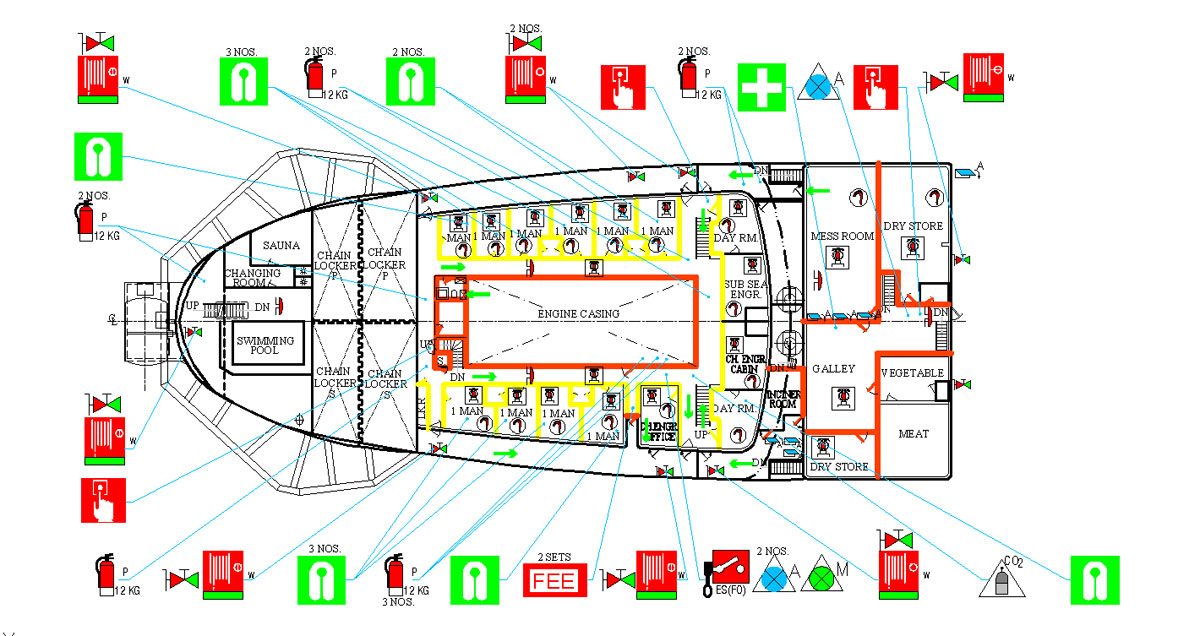 2 NOS.
3 NOS.
2 NOS.
2 NOS.
2 NOS.
W
P
12 KG
W
P
12 KG
A
W
2 NOS.
P
12 KG
A
DN
SAUNA
CHANGING
ROOM
CHAIN
LOCKER
P
CHAIN
LOCKER
P
1 MAN
1 MAN
1 MAN
1 MAN
1 MAN
1 MAN
DAY RM.
MESS ROOM
DRY STORE
SUB SEA
ENGR.
UP
DN
℄
ENGINE CASING
A
A
DN
DN
SWIMMING
POOL
UP
S
CH. ENGR.
CABIN
DN
GALLEY
VEGETABLE
CHAIN
LOCKER
S
CHAIN
LOCKER
S
DN
LKR
1 MAN
1 MAN
1 MAN
1 MAN
CH.ENGR.
OFFICE
DAY RM.
INCINER
ROOM
UP
MEAT
DN
DRY STORE
W
P
12 KG
W
3 NOS.
P
12 KG
3 NOS.
2 SETS
FEE
W
ES(FO)
2 NOS.
A
M
W
CO2